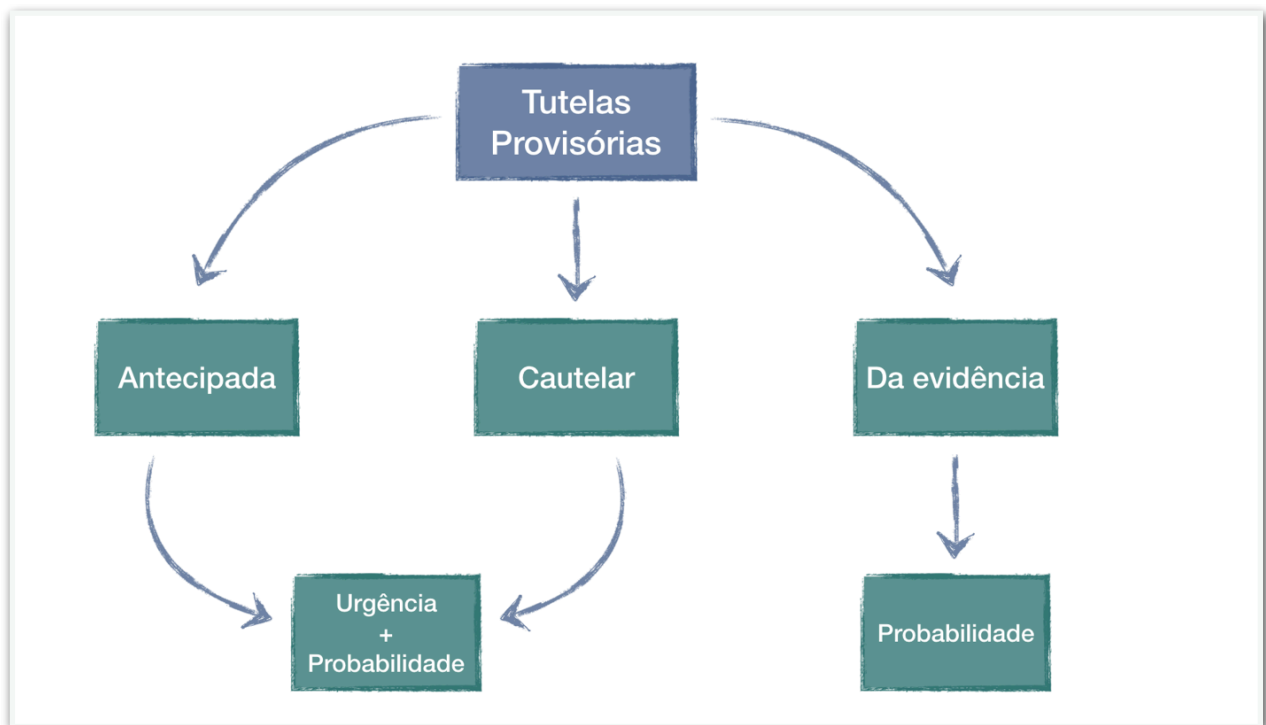 Tutelas
Provisórias
Antecipada
Cautelar
Da evidência
Urgência
+
Probabilidade
Probabilidade